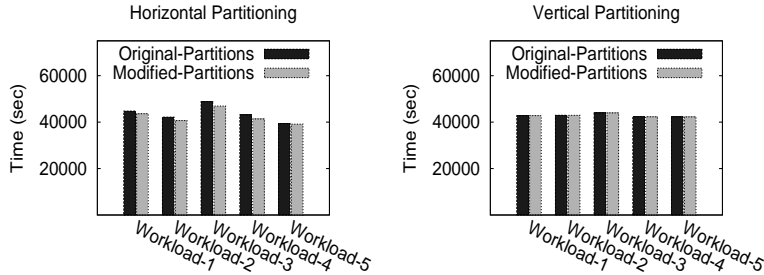 Horizontal Partitioning
Original-Partitions
Modified-Partitions
60000
40000
20000
Time (sec)
Workload-1
Workload-2
Workload-3
Workload-4
Workload-5
Vertical Partitioning
Original-Partitions
Modified-Partitions
60000
40000
20000
Time (sec)
Workload-1
Workload-2
Workload-3
Workload-4
Workload-5